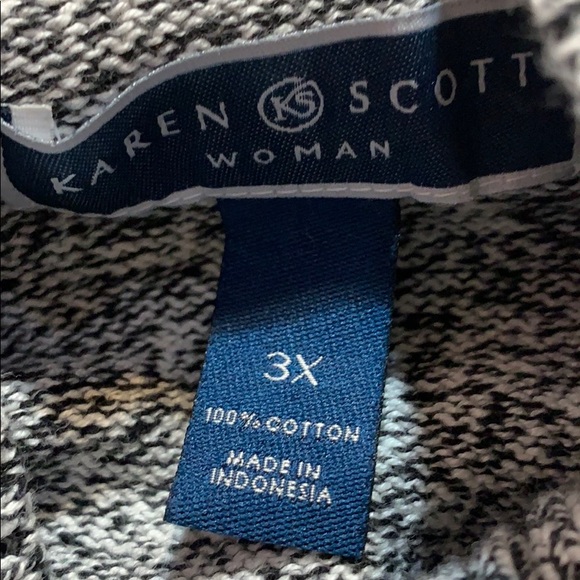 KAREN KS SCOTT
WOMAN
3X
100% COTTON
MADE IN
INDONESIA